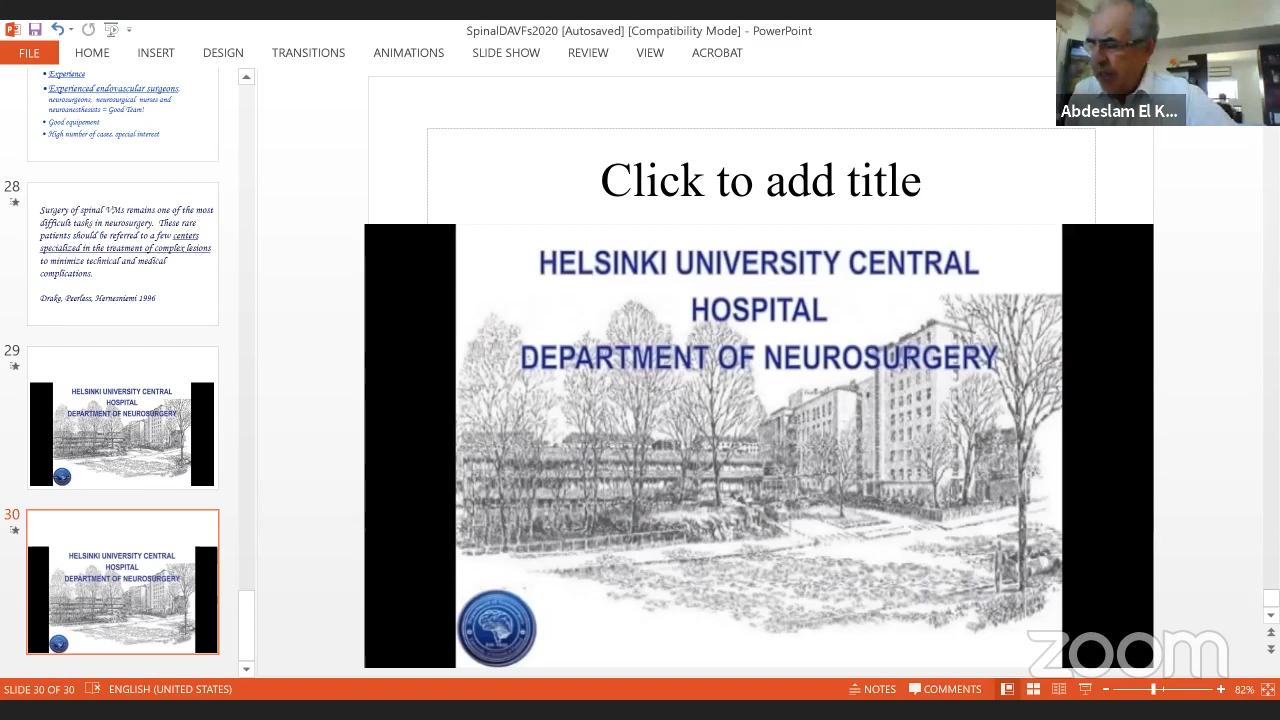 SpinalDAVFs2020 [Autosaved] [Compatibility Mode] - PowerPoint
FILE
HOME
INSERT
DESIGN
TRANSITIONS
ANIMATIONS
SLIDE SHOW
REVIEW
VIEW
ACROBAT
Abdeslam El K...
• Experience
• Experienced endovascular surgeons,
neurosurgeons, neurosurgical nurses and
neuroanesthesists = Good Team!
• Good equipement
• High number of cases, special interest
28
Surgery of spinal VMs remains one of the most
difficult tasks in neurosurgery. These rare
patients should be referred to a few centers
specialized in the treatment of complex lesions
to minimize technical and medical
complications.
Drake, Peerless, Hernesniemi 1996
29
HELSINKI UNIVERSITY CENTRAL
HOSPITAL
DEPARTMENT OF NEUROSURGERY
30
HELSINKI UNIVERSITY CENTRAL
HOSPITAL
DEPARTMENT OF NEUROSURGERY
Click to add title
HELSINKI UNIVERSITY CENTRAL
HOSPITAL
DEPARTMENT OF NEUROSURGERY
zoom
SLIDE 30 OF 30
ENGLISH (UNITED STATES)
NOTES
COMMENTS
82%